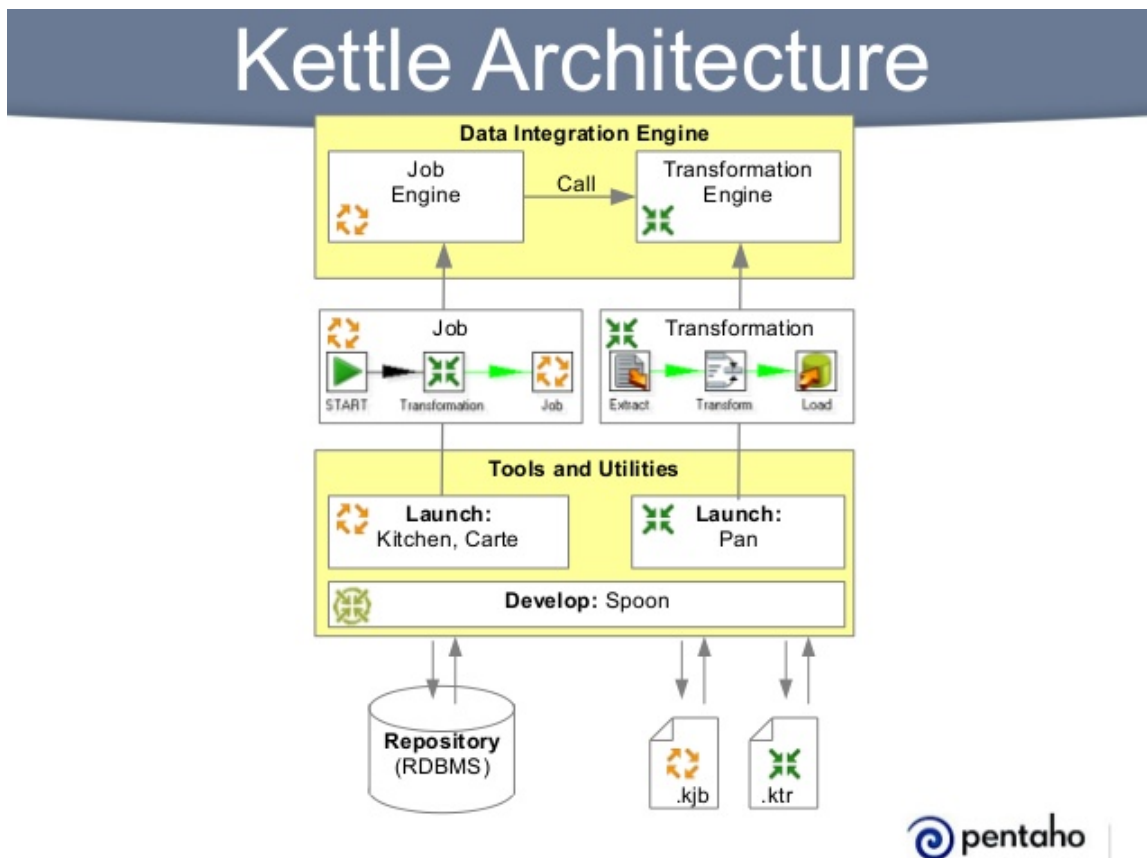 Kettle Architecture
Data Integration Engine
Job
Engine
Call
Transformation
Engine
Job
START
Transformation
Job
Transformation
Extract
Transform
Load
Tools and Utilities
Launch:
Kitchen, Carte
Launch:
Pan
Develop: Spoon
Repository
(RDBMS)
.kjb
.ktr
pentaho